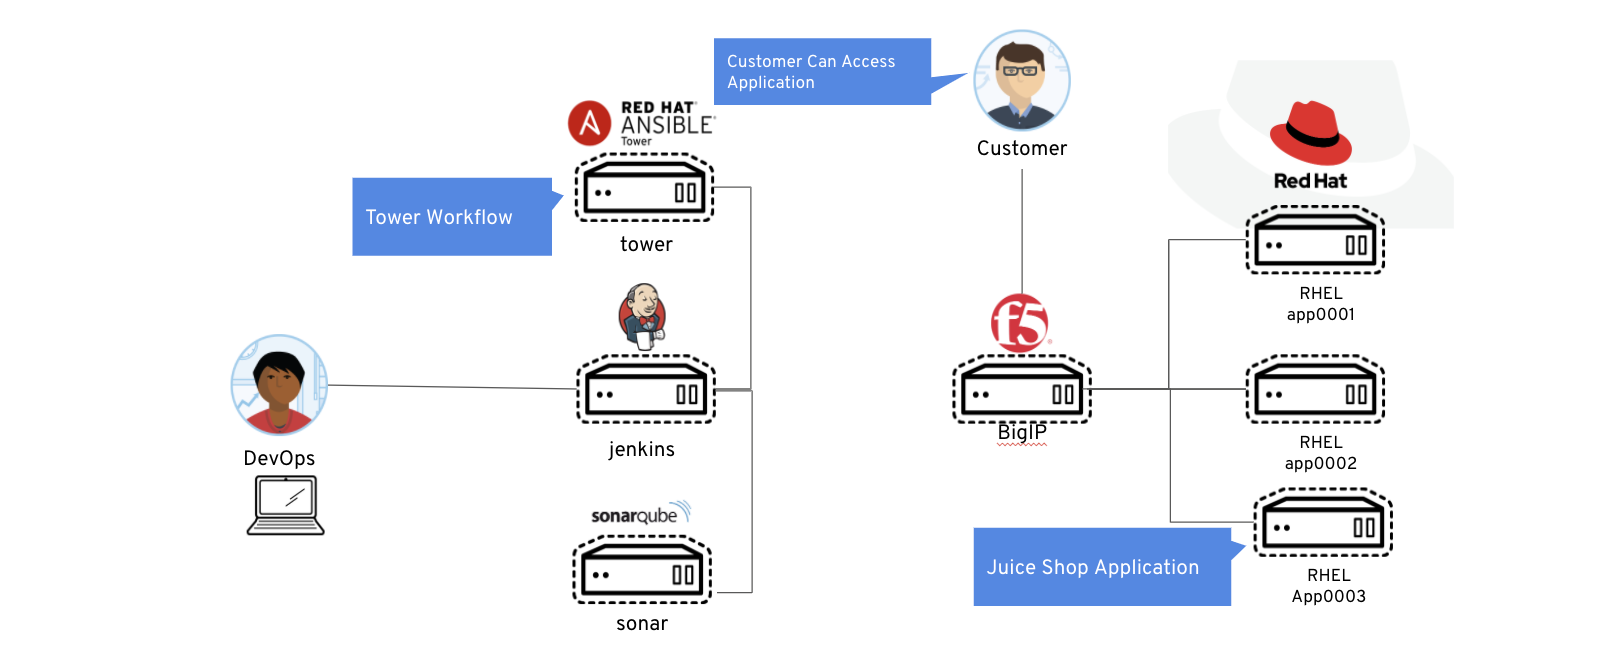 Customer Can Access
Application
RED HAT®
ANSIBLE®
Tower
Customer
Red Hat
Tower Workflow
tower
RHEL
app0001
f5®
DevOps
jenkins
BigIP
RHEL
app0002
sonarqube
Juice Shop Application
RHEL
App0003
sonar